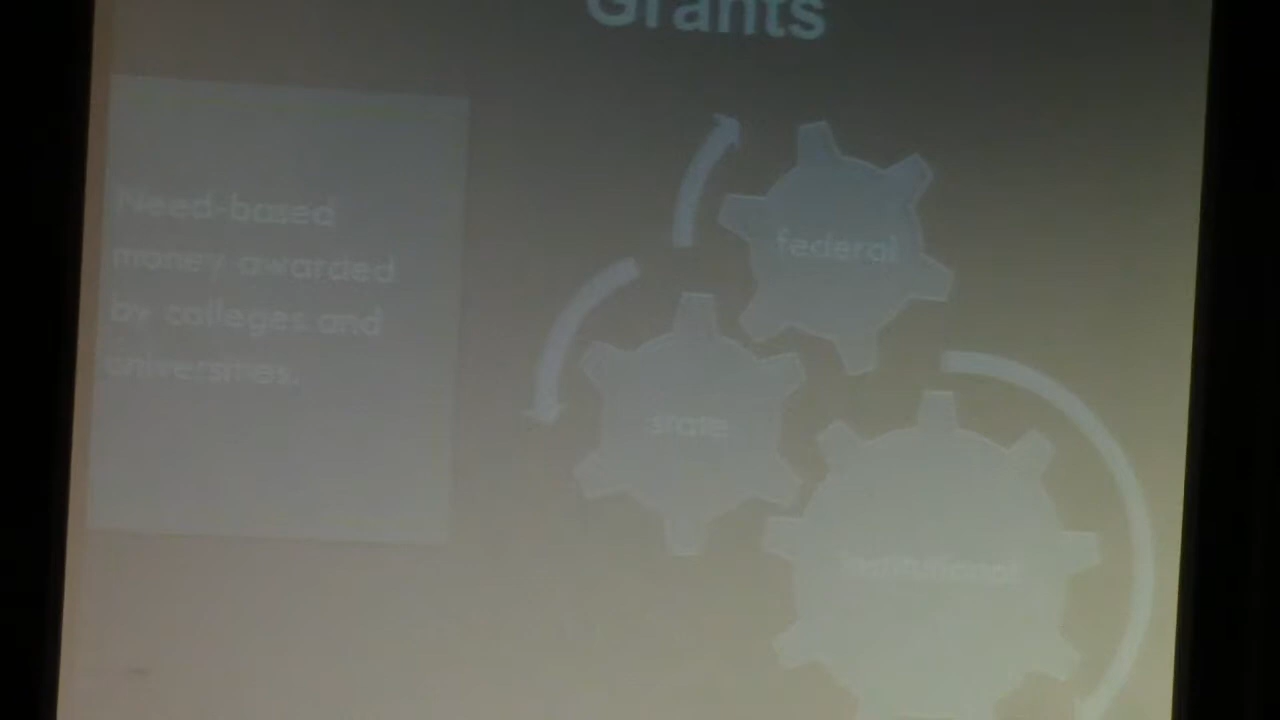 Grants
Need-based
money awarded
by colleges and
universities.
federal
state
institutional